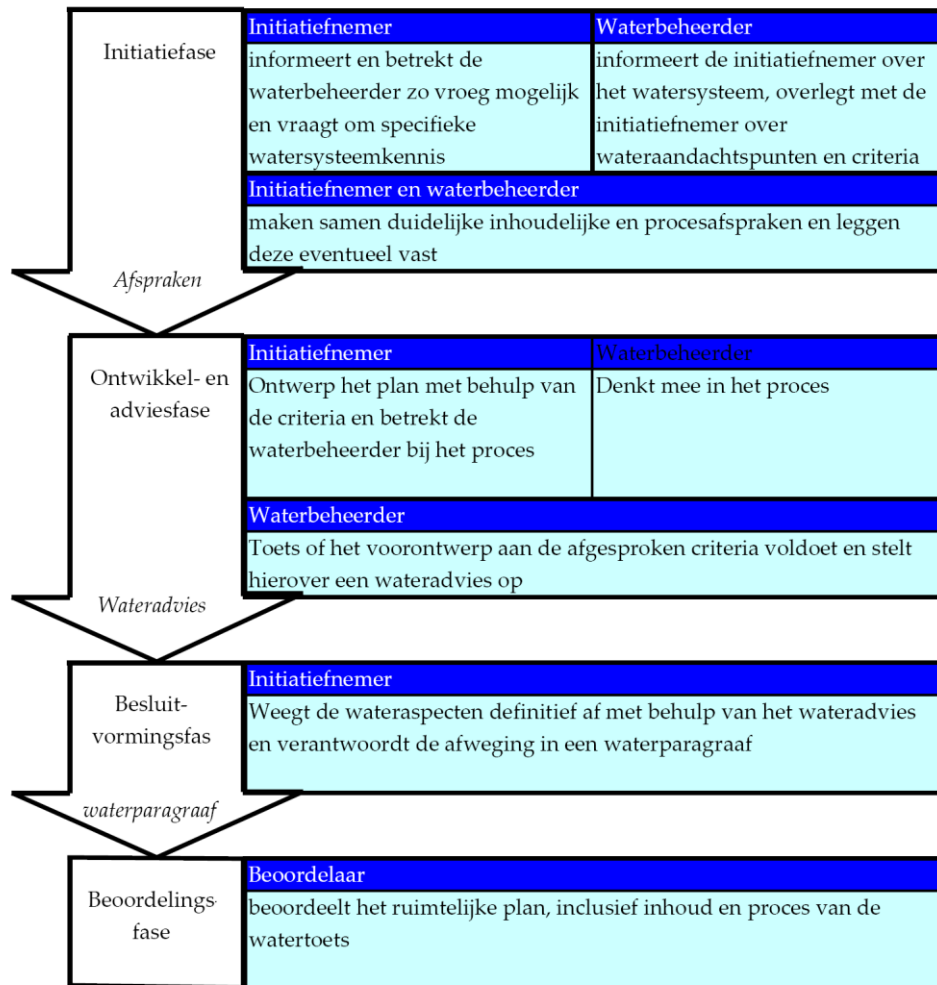 Initiatiefase
Afspraken
Initiatiefnemer
informeert en betrekt de
waterbeheerder zo vroeg mogelijk
en vraagt om specifieke
watersysteemkennis
Waterbeheerder
informeert de initiatiefnemer over
het watersysteem, overlegt met de
initiatiefnemer over
wateraandachtspunten en criteria
Initiatiefnemer en waterbeheerder
maken samen duidelijke inhoudelijke en procesafspraken en leggen
deze eventueel vast
Ontwikkel- en
adviesfase
Wateradvies
Initiatiefnemer
Ontwerp het plan met behulp van
de criteria en betrekt de
waterbeheerder bij het proces
Waterbeheerder
Denkt mee in het proces
Waterbeheerder
Toets of het voorontwerp aan de afgesproken criteria voldoet en stelt
hierover een wateradvies op
Besluit-
vormingsfas
waterparagraaf
Initiatiefnemer
Weegt de wateraspecten definitief af met behulp van het wateradvies
en verantwoordt de afweging in een waterparagraaf
Beoordelings-
fase
Beoordelaar
beoordeelt het ruimtelijke plan, inclusief inhoud en proces van de
watertoets